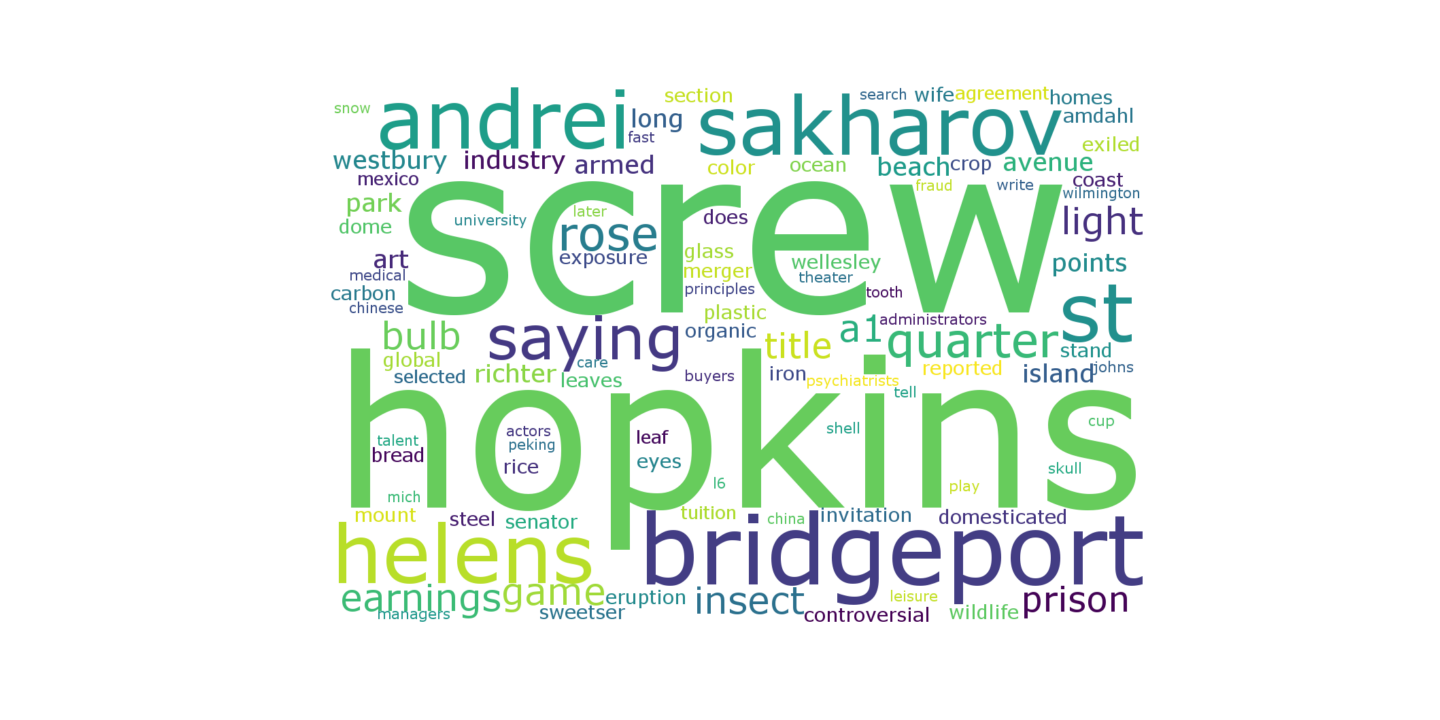 snow andrei long section sakharov search wife agreement homes
fast amdahl
westbury industry armed color ocean beach crop avenue exiled
mexico screw fraud write coast wilmington
park university later rose does light
dome exposure glass wellesley points
art merger theater
medical principles tooth
carbon plastic st
chinese organic a1 administrators
bulb saying title quarter stand
global care richter leaves buyers iron psychiatrists reported island johns
selected tell
hopkins
talent actors leaf shell cup
bread peking eyes skull
rice l6 play
mich
mount steel senator tuition china invitation domesticated
helens bridgeport
earnings game eruption insect leisure prison
managers sweetser controversial wildlife